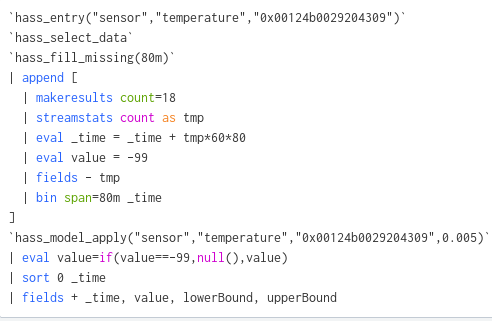 `hass_entry("sensor","temperature","0x00124b0029204309")`
`hass_select_data`
`hass_fill_missing(80m)`
| append [
| makeresults count=18
| streamstats count as tmp
| eval _time = _time + tmp*60*80
| eval value = -99
| fields - tmp
| bin span=80m _time
]
`hass_model_apply("sensor","temperature","0x00124b0029204309",0.005)`
| eval value=if(value==-99,null(),value)
| sort 0 _time
| fields + _time, value, lowerBound, upperBound